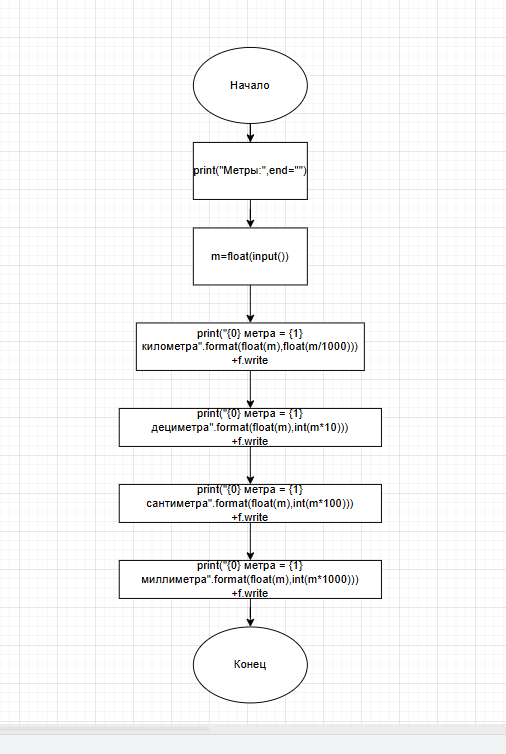 Начало
print("Метры:",end="")
m=float(input())
print("{0} метра = {1}
километра".format(float(m),float(m/1000)))
+f.write
print("{0} метра = {1}
дециметра".format(float(m),int(m*10)))
+f.write
print("{0} метра = {1}
сантиметра".format(float(m),int(m*100)))
+f.write
print("{0} метра = {1}
миллиметра".format(float(m),int(m*1000)))
+f.write
Конец